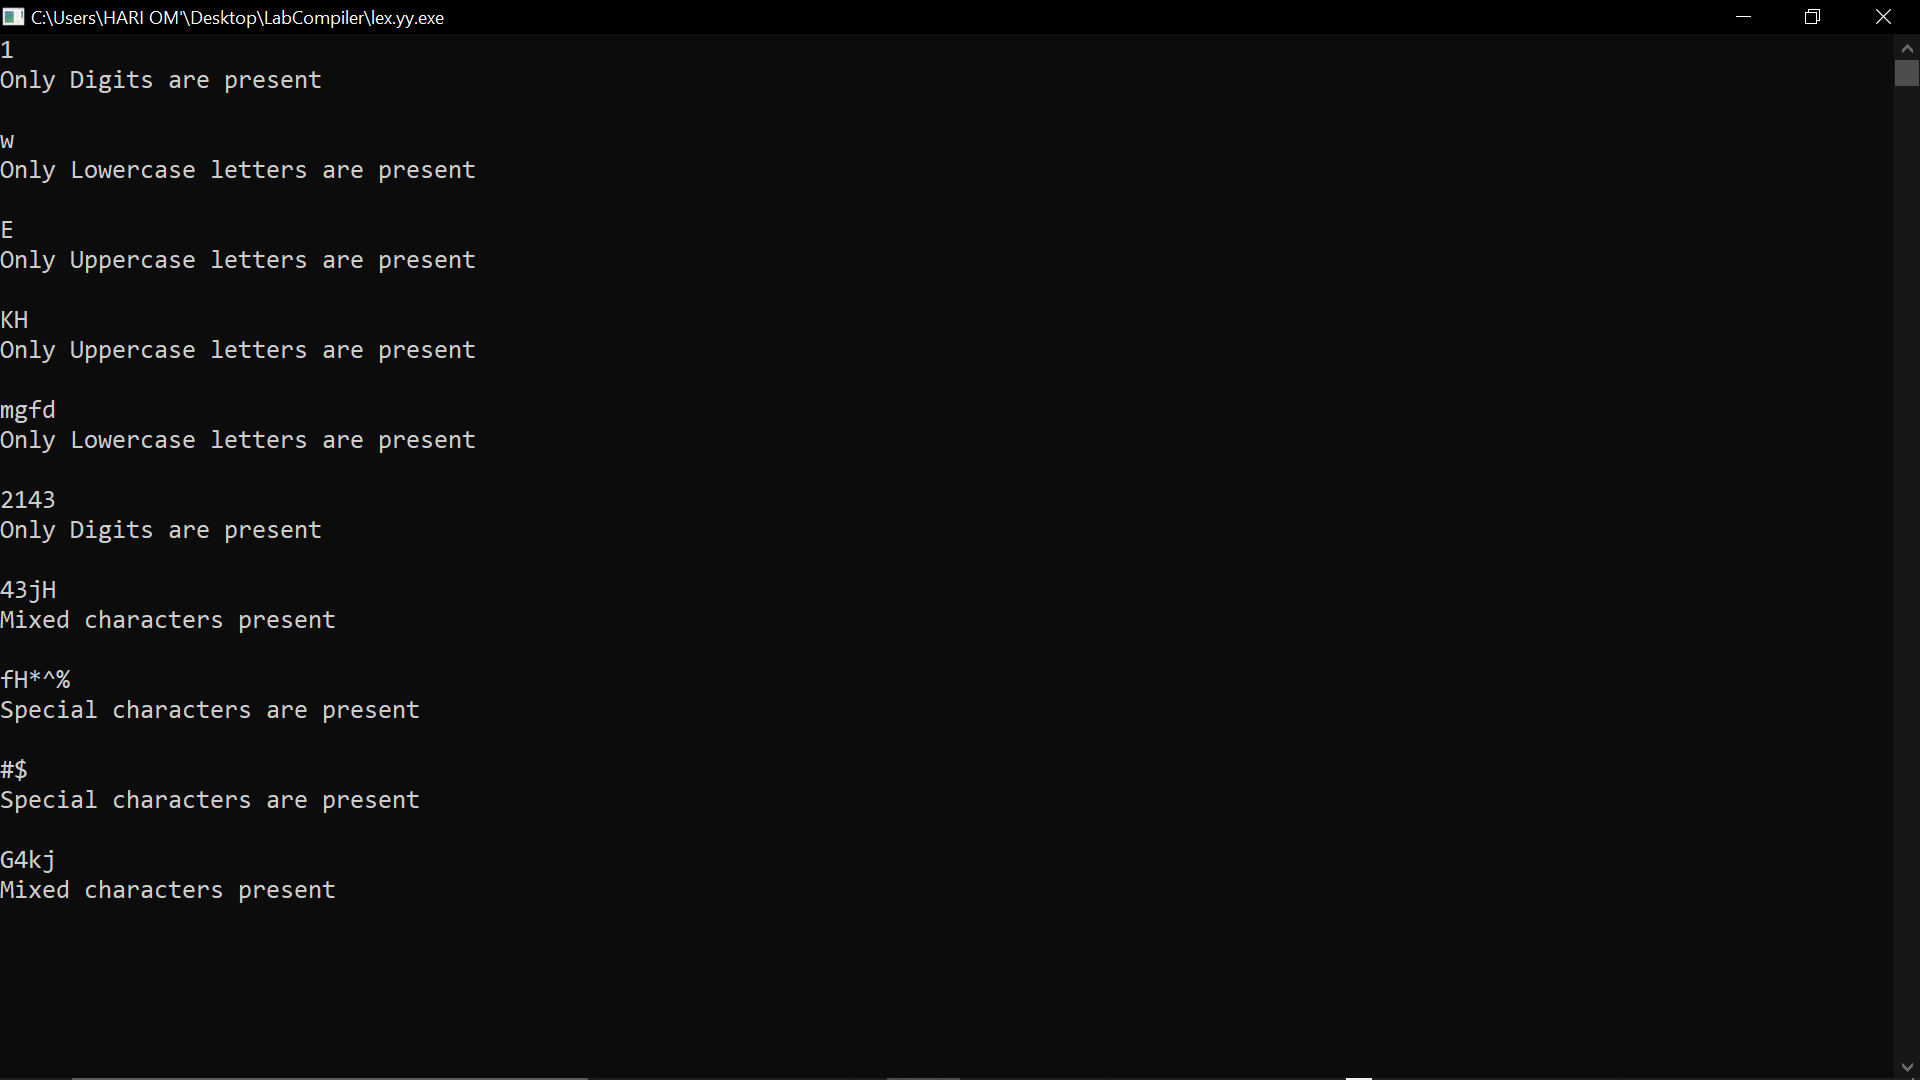 C:\Users\HARI OM'\Desktop\LabCompiler\lex.yy.exe
1
Only Digits are present
w
Only Lowercase letters are present
E
Only Uppercase letters are present
KH
Only Uppercase letters are present
mgfd
Only Lowercase letters are present
2143
Only Digits are present
43jH
Mixed characters present
fH*^%
Special characters are present
#$
Special characters are present
G4kj
Mixed characters present